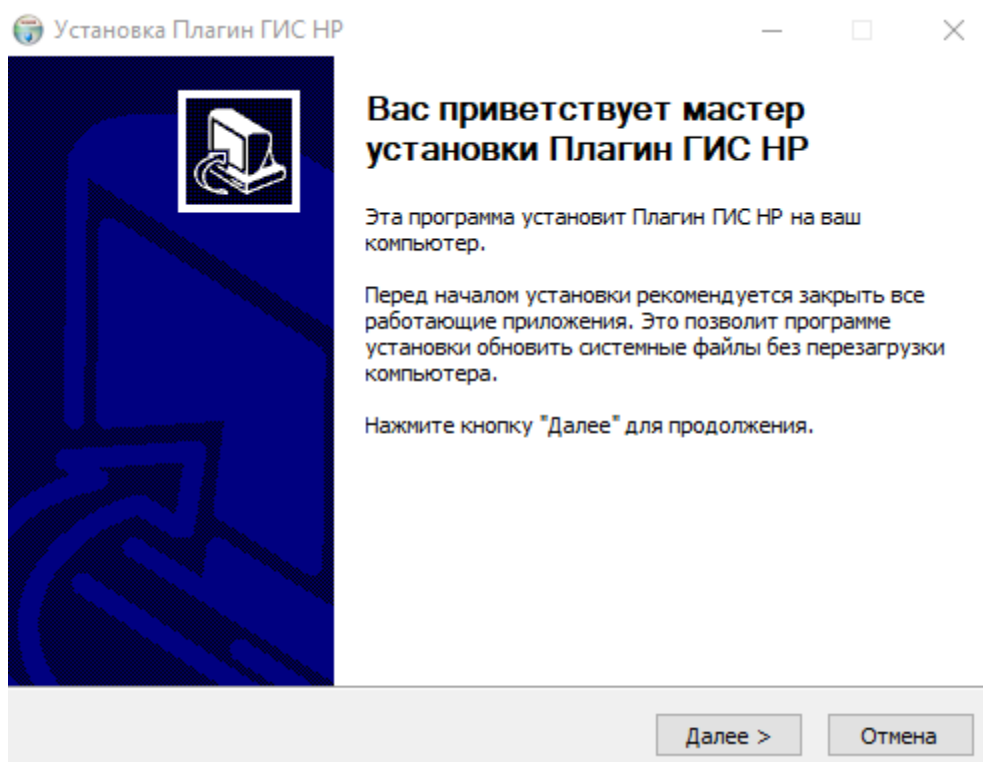 Установка Плагин ГИС НР
Вас приветствует мастер
установки Плагин ГИС НР
Эта программа установит Плагин ГИС НР на ваш
компьютер.
Перед началом установки рекомендуется закрыть все
работающие приложения. Это позволит программе
установки обновить системные файлы без перезагрузки
компьютера.
Нажмите кнопку "Далее" для продолжения.
Далее >
Отмена